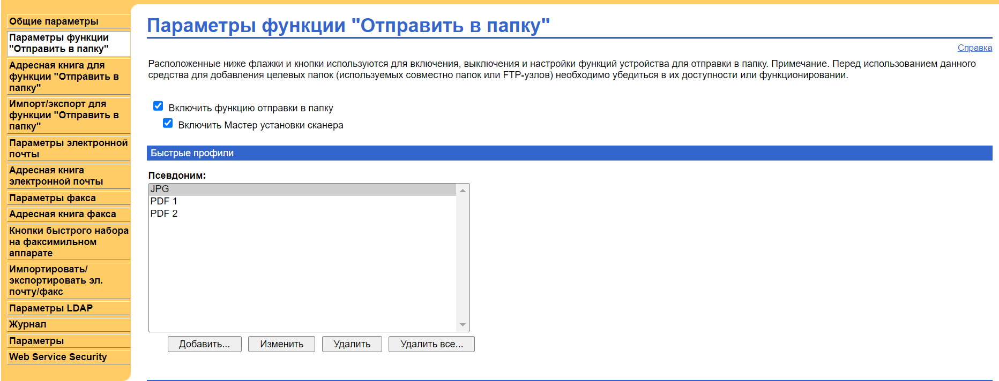 Общие параметры
Параметры функции
"Отправить в папку"
Адресная книга для
функции "Отправить в
папку"
Импорт/экспорт для
функции "Отправить в
папку"
Параметры электронной
почты
Адресная книга
электронной почты
Параметры факса
Адресная книга факса
Кнопки быстрого набора
на факсимильном
аппарате
Импортировать/
экспортировать эл.
почту/факс
Параметры LDAP
Журнал
Параметры
Web Service Security
Параметры функции "Отправить в папку"
Справка
Расположенные ниже флажки и кнопки используются для включения, выключения и настройки функций устройства для отправки в папку. Примечание. Перед использованием данного
средства для добавления целевых папок (используемых совместно папок или FTP-узлов) необходимо убедиться в их доступности или функционировании.
Включить функцию отправки в папку
Включить Мастер установки сканера
Быстрые профили
Псевдоним:
JPG
PDF 1
PDF 2
Добавить... Изменить Удалить Удалить все...